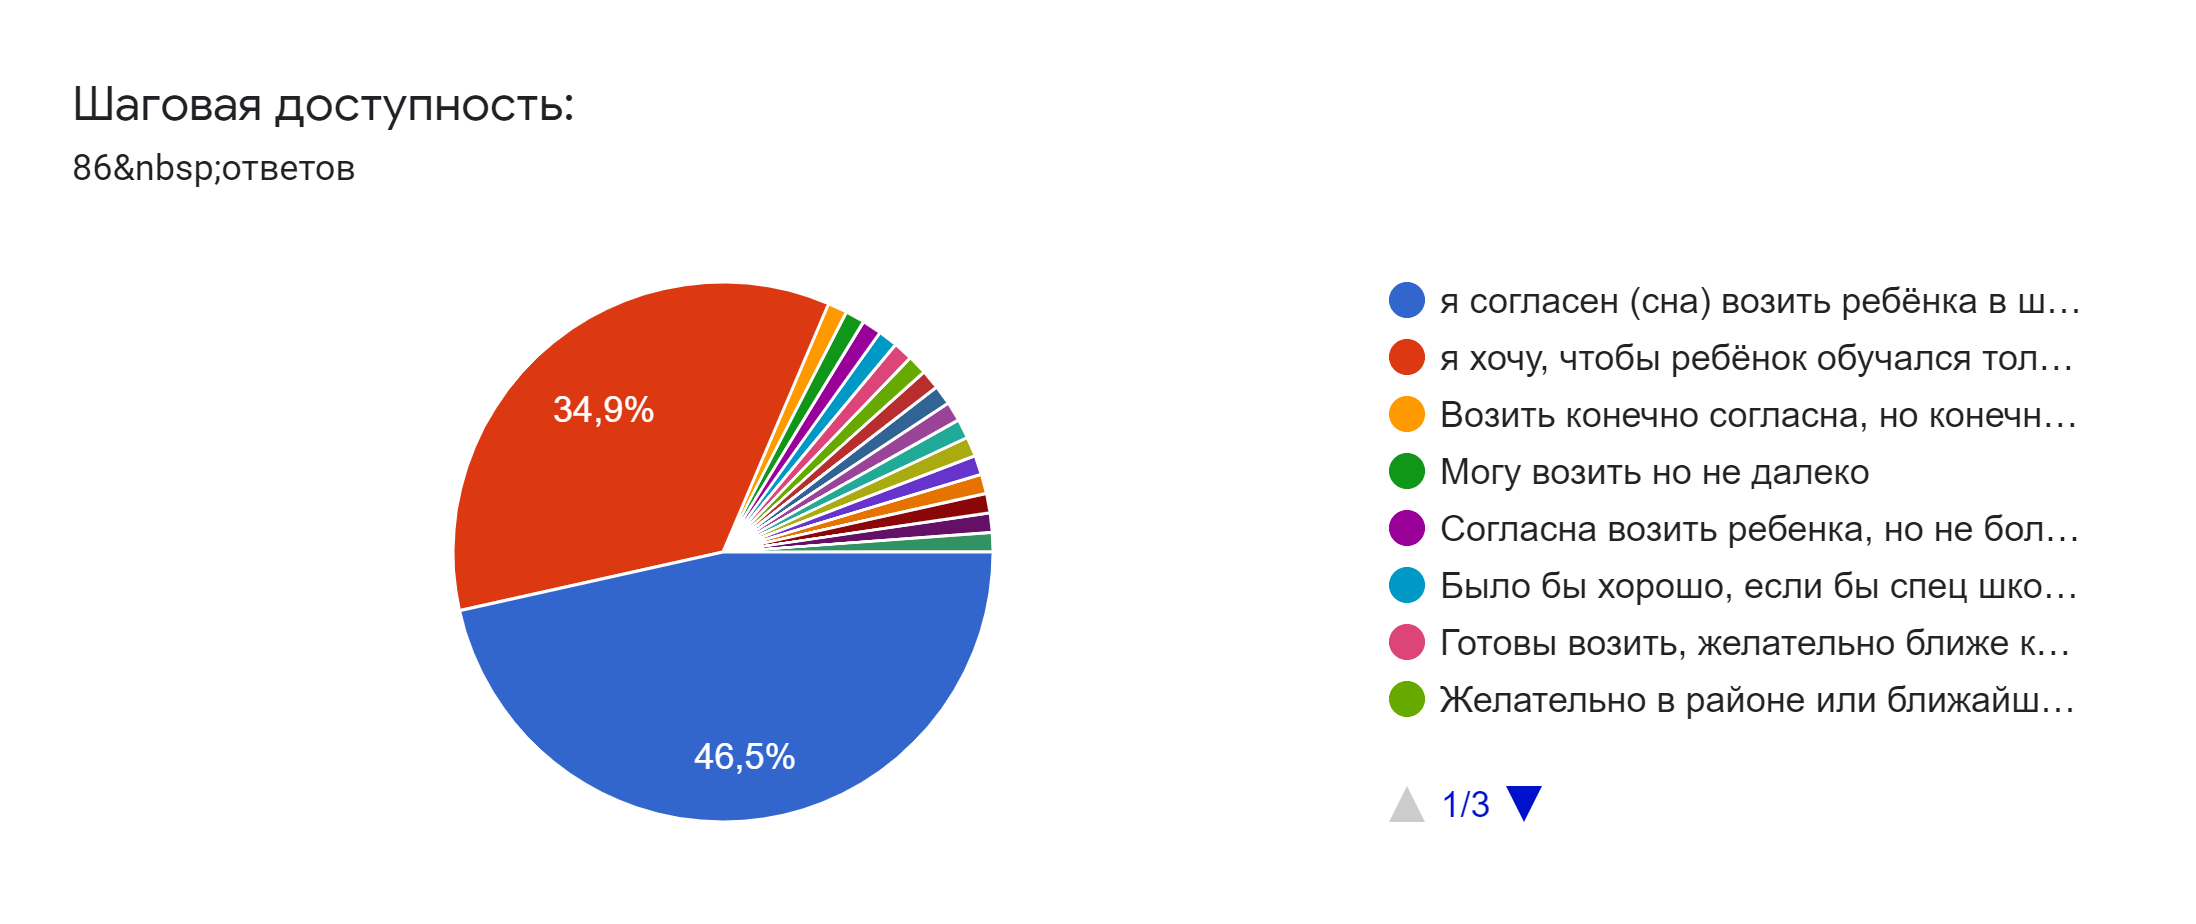 Шаговая доступность:
86&nbsp;ответов
34,9%
46,5%
я согласен (сна) возить ребёнка в ш…
я хочу, чтобы ребёнок обучался тол…
Возить конечно согласна, но конечн…
Могу возить но не далеко
Согласна возить ребенка, но не бол…
Было бы хорошо, если бы спец шко…
Готовы возить, желательно ближе к…
Желательно в районе или ближайш…
1/3